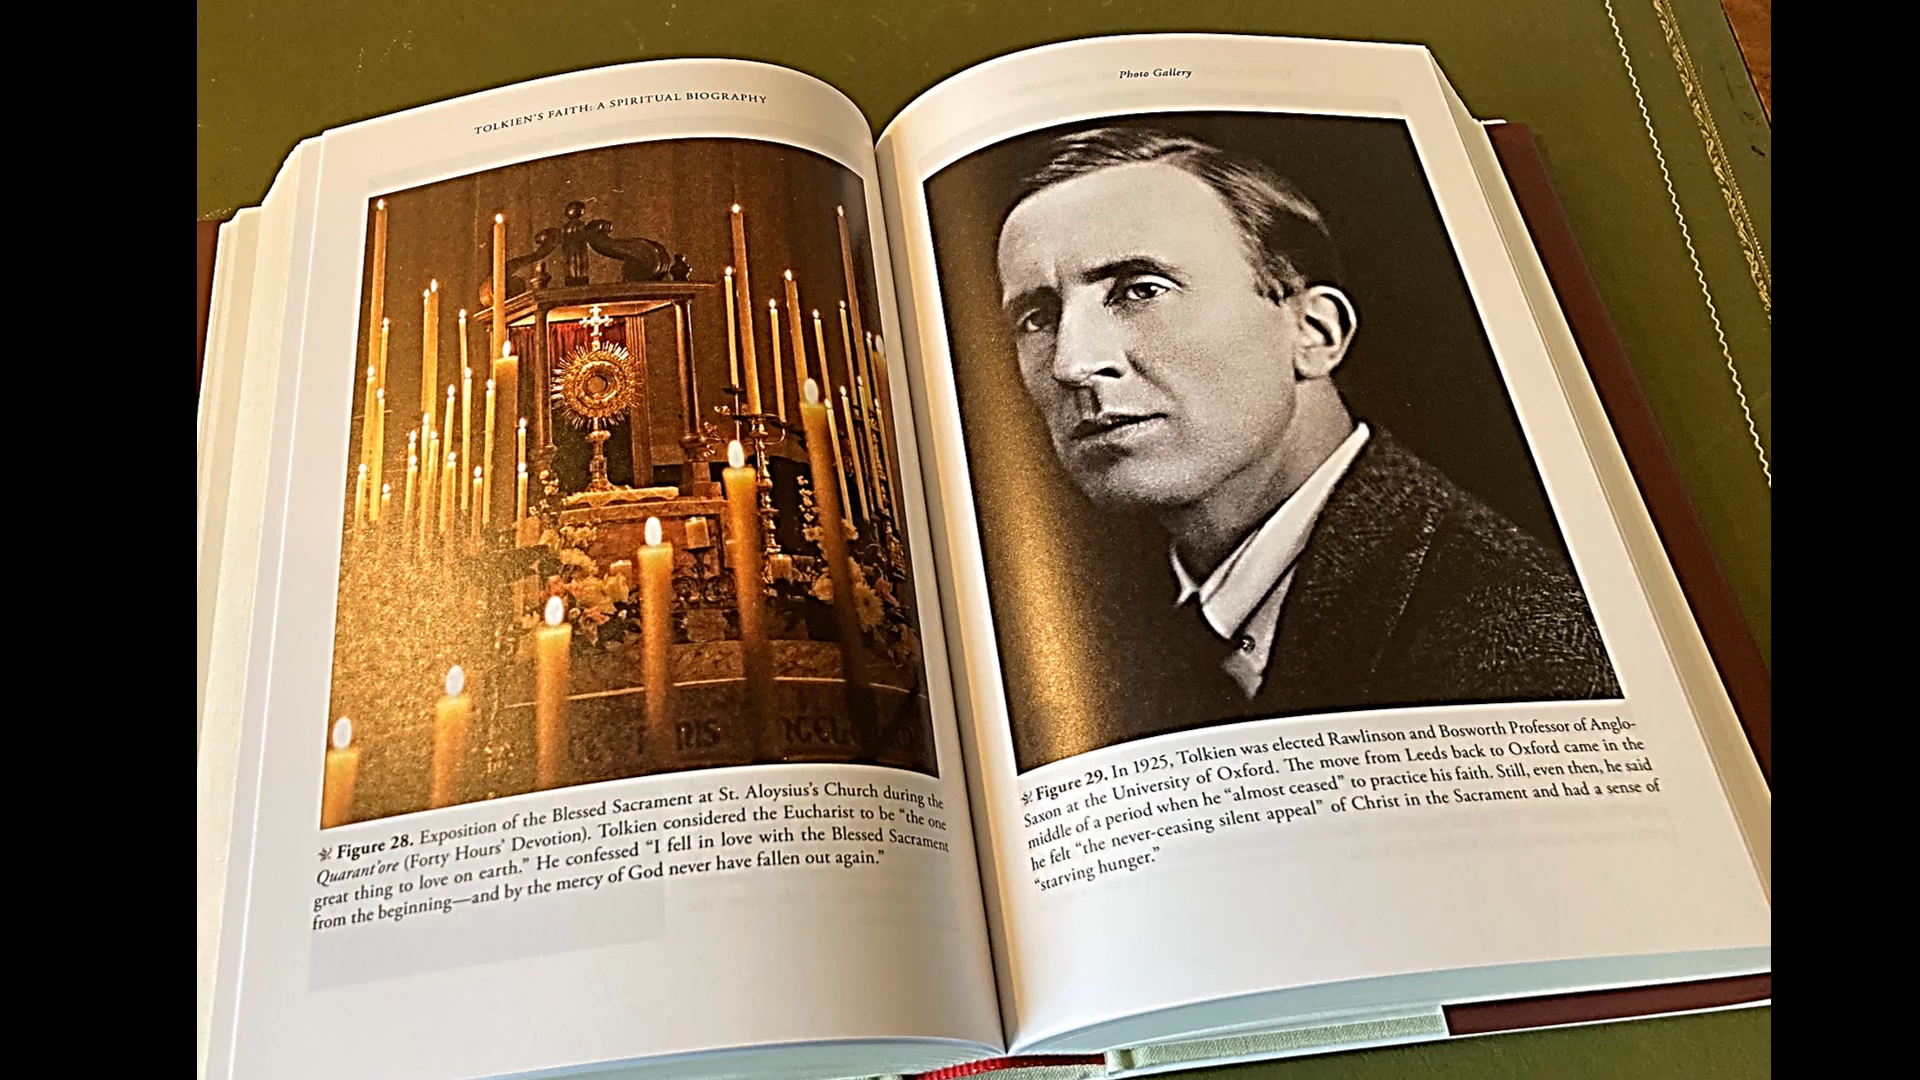 TOLKIEN'S FAITH: A SPIRITUAL BIOGRAPHY
RIS
Figure 28. Exposition of the Blessed Sacrament at St. Aloysius's Church during the
Quarant'ore (Forty Hours' Devotion). Tolkien considered the Eucharist to be “the one
great thing to love on earth.” He confessed “I fell in love with the Blessed Sacrament
from the beginning—and by the mercy of God never have fallen out again.”
Photo Gallery
Figure 29. In 1925, Tolkien was elected Rawlinson and Bosworth Professor of Anglo-
Saxon at the University of Oxford. The move from Leeds back to Oxford came in the
middle of a period when he “almost ceased” to practice his faith. Still, even then, he said
he felt “the never-ceasing silent appeal” of Christ in the Sacrament and had a sense of
“starving hunger.”